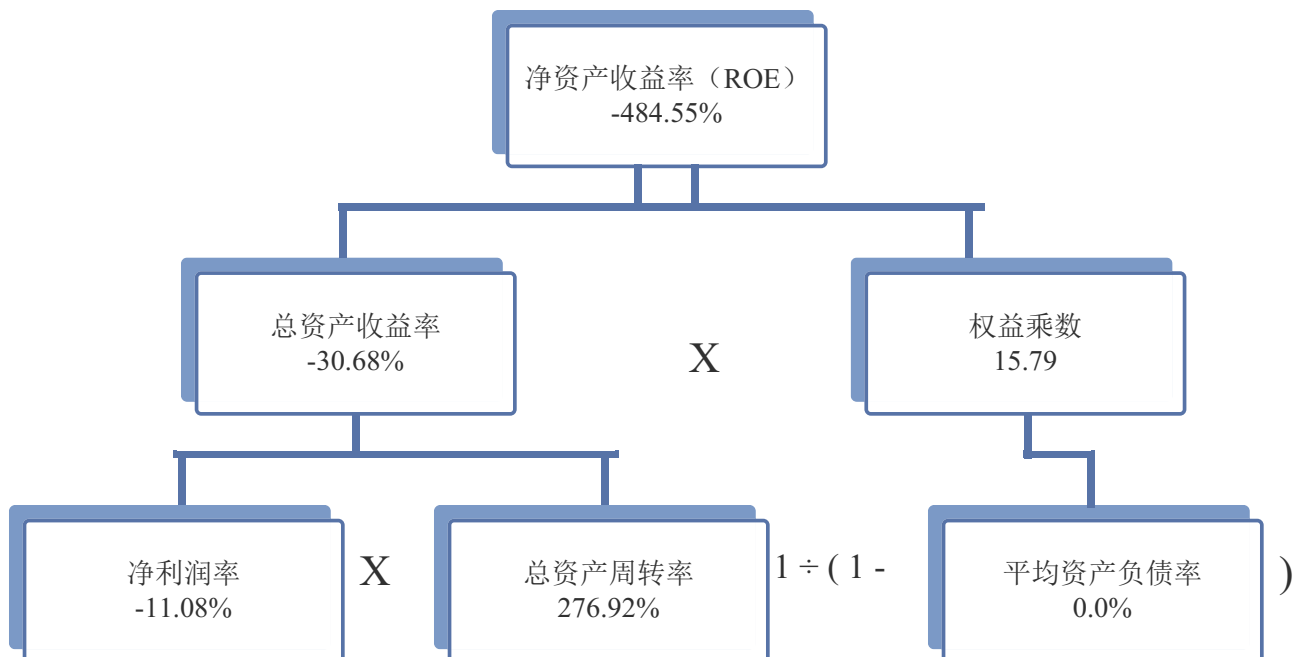 净资产收益率（ROE）
-484.55%
总资产收益率
-30.68%
X
权益乘数
15.79
净利润率
-11.08%
X
总资产周转率
276.92%
1 ÷ ( 1 -
平均资产负债率
0.0%
)